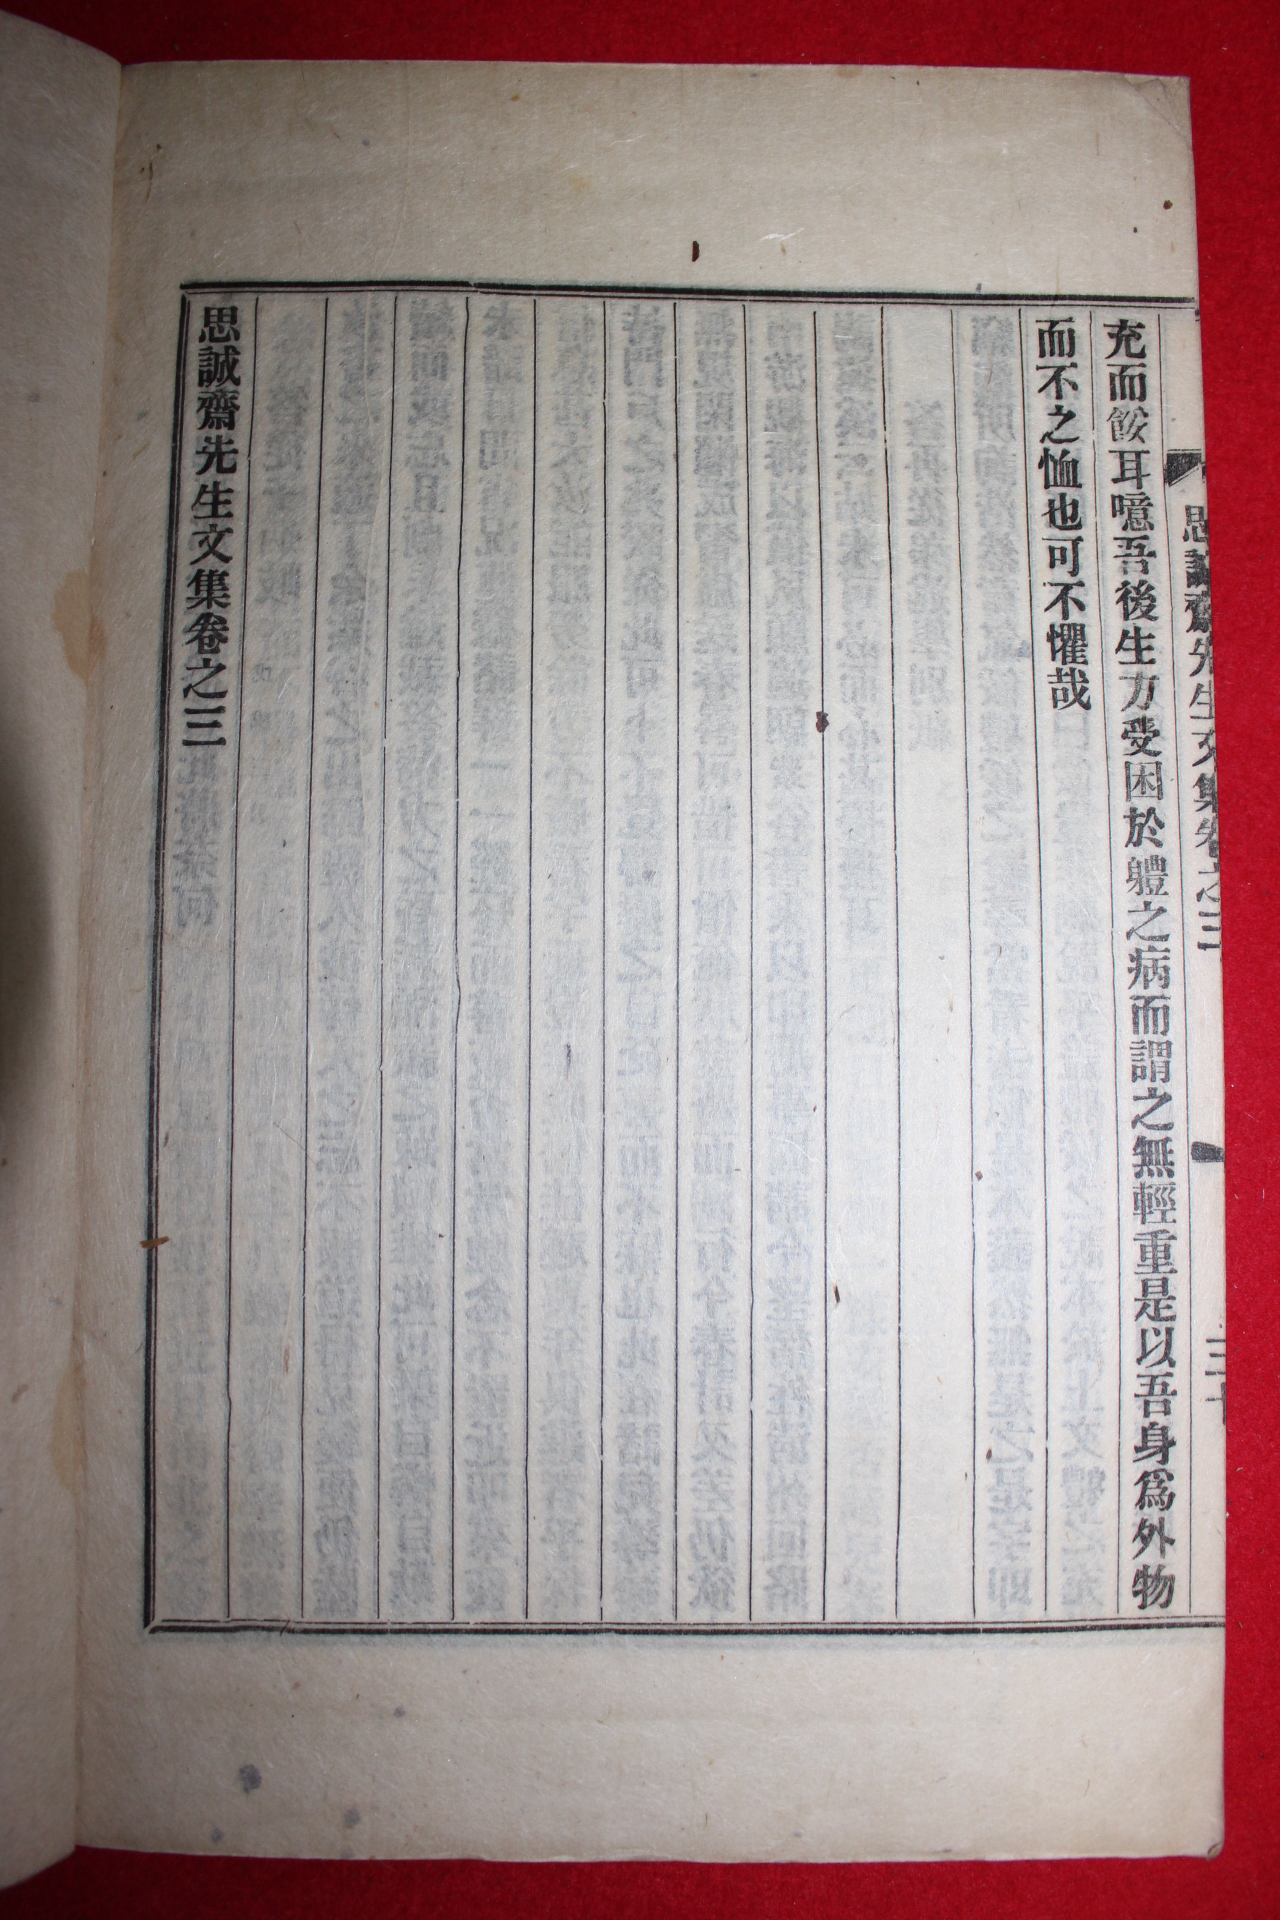 思誠齋先生文集卷之三
充而餒耳噫吾後生方受困於軆之病而謂之無輕重是以吾身爲外物
而不之恤也可不懼哉
思誠齋先生文集卷之三